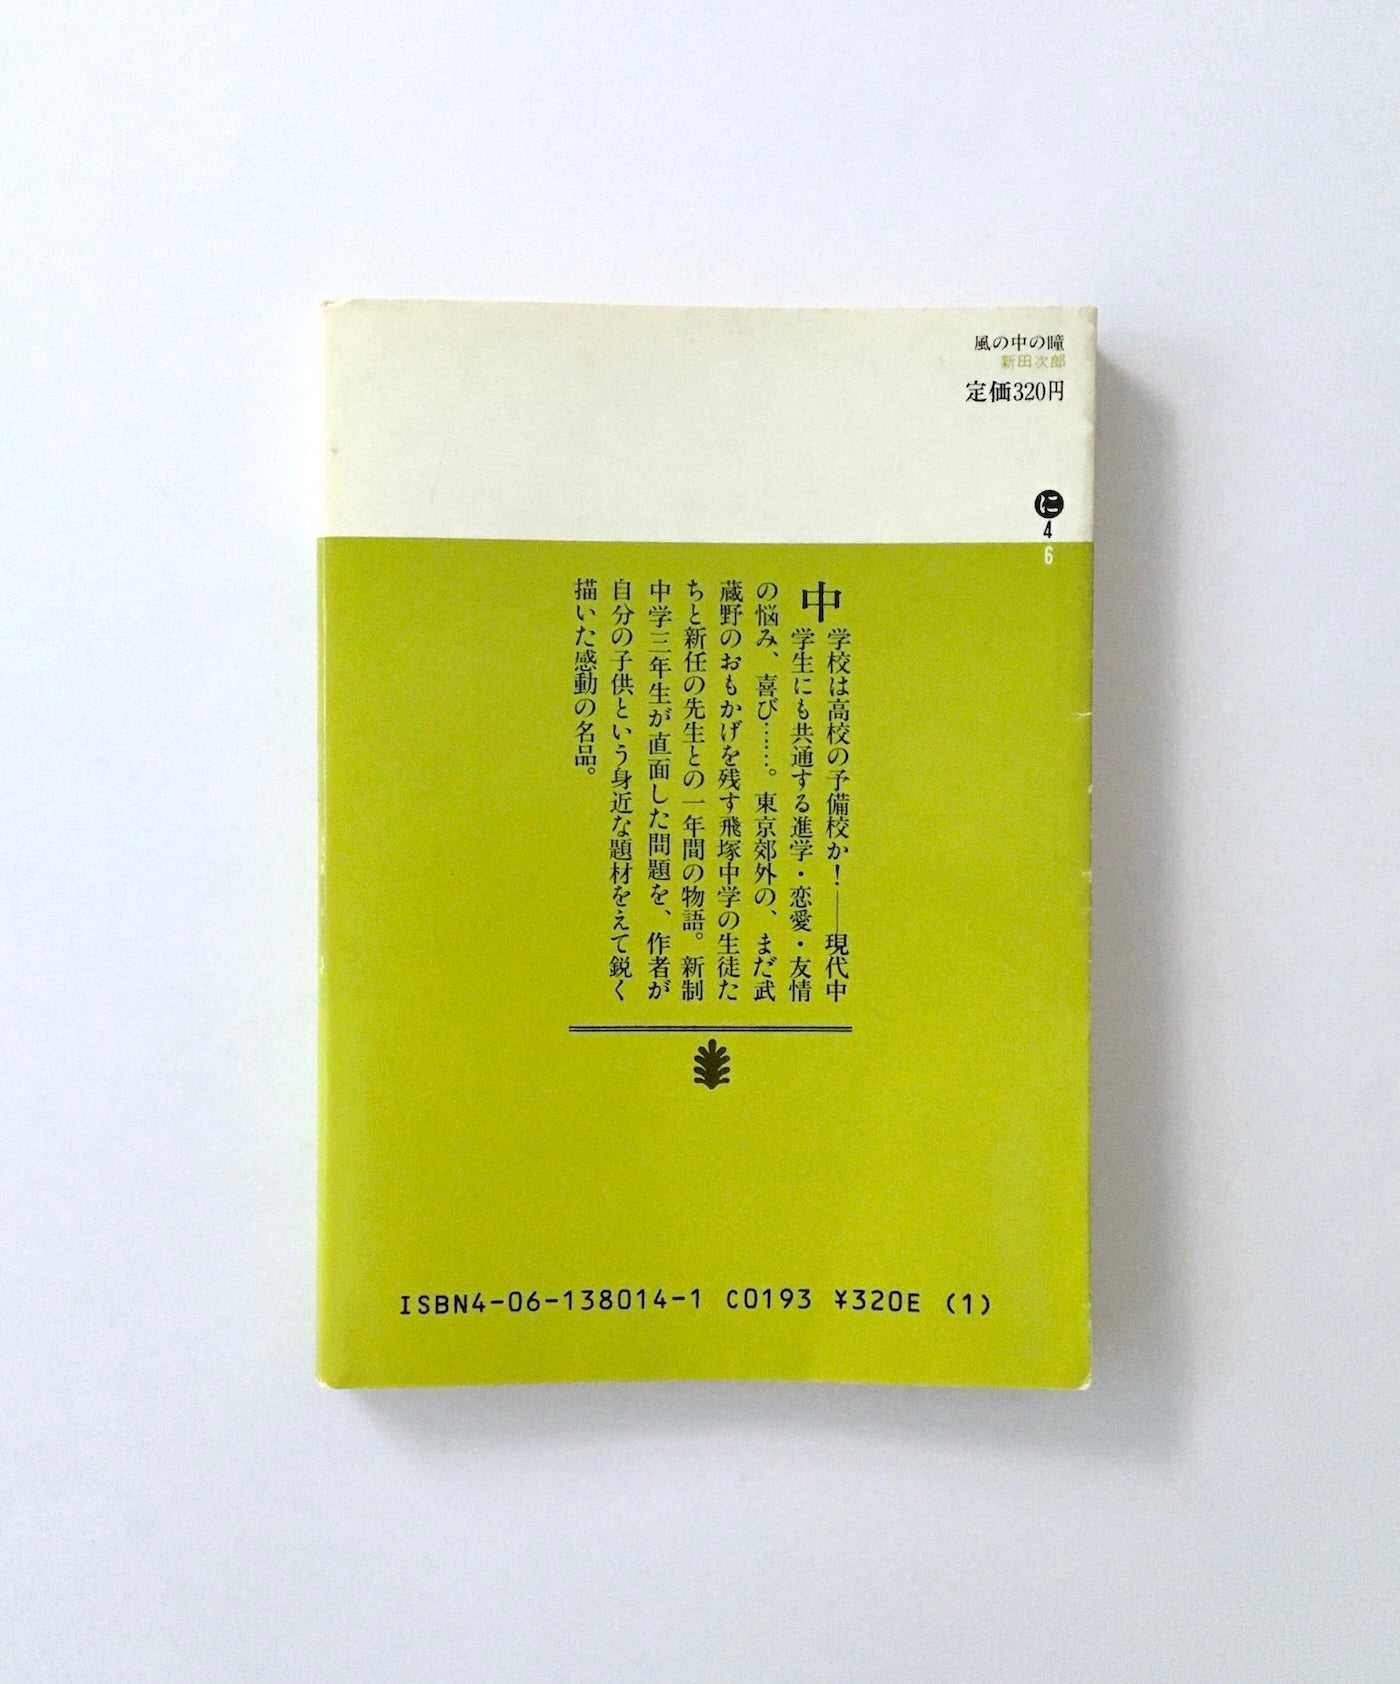 風の中の瞳
新田次郎
定価320円
に
4
6
中学校は高校の予備校か！——現代中
学生にも共通する進学・恋愛・友情
の悩み、喜び……。東京郊外の、まだ武
蔵野のおもかげを残す飛塚中学の生徒た
ちと新任の先生との一年間の物語。新制
中学三年生が直面した問題を、作者が
自分の子供という身近な題材をえて鋭く
描いた感動の名品。
ISBN4-06-138014-1 C0193 ¥320E (1)